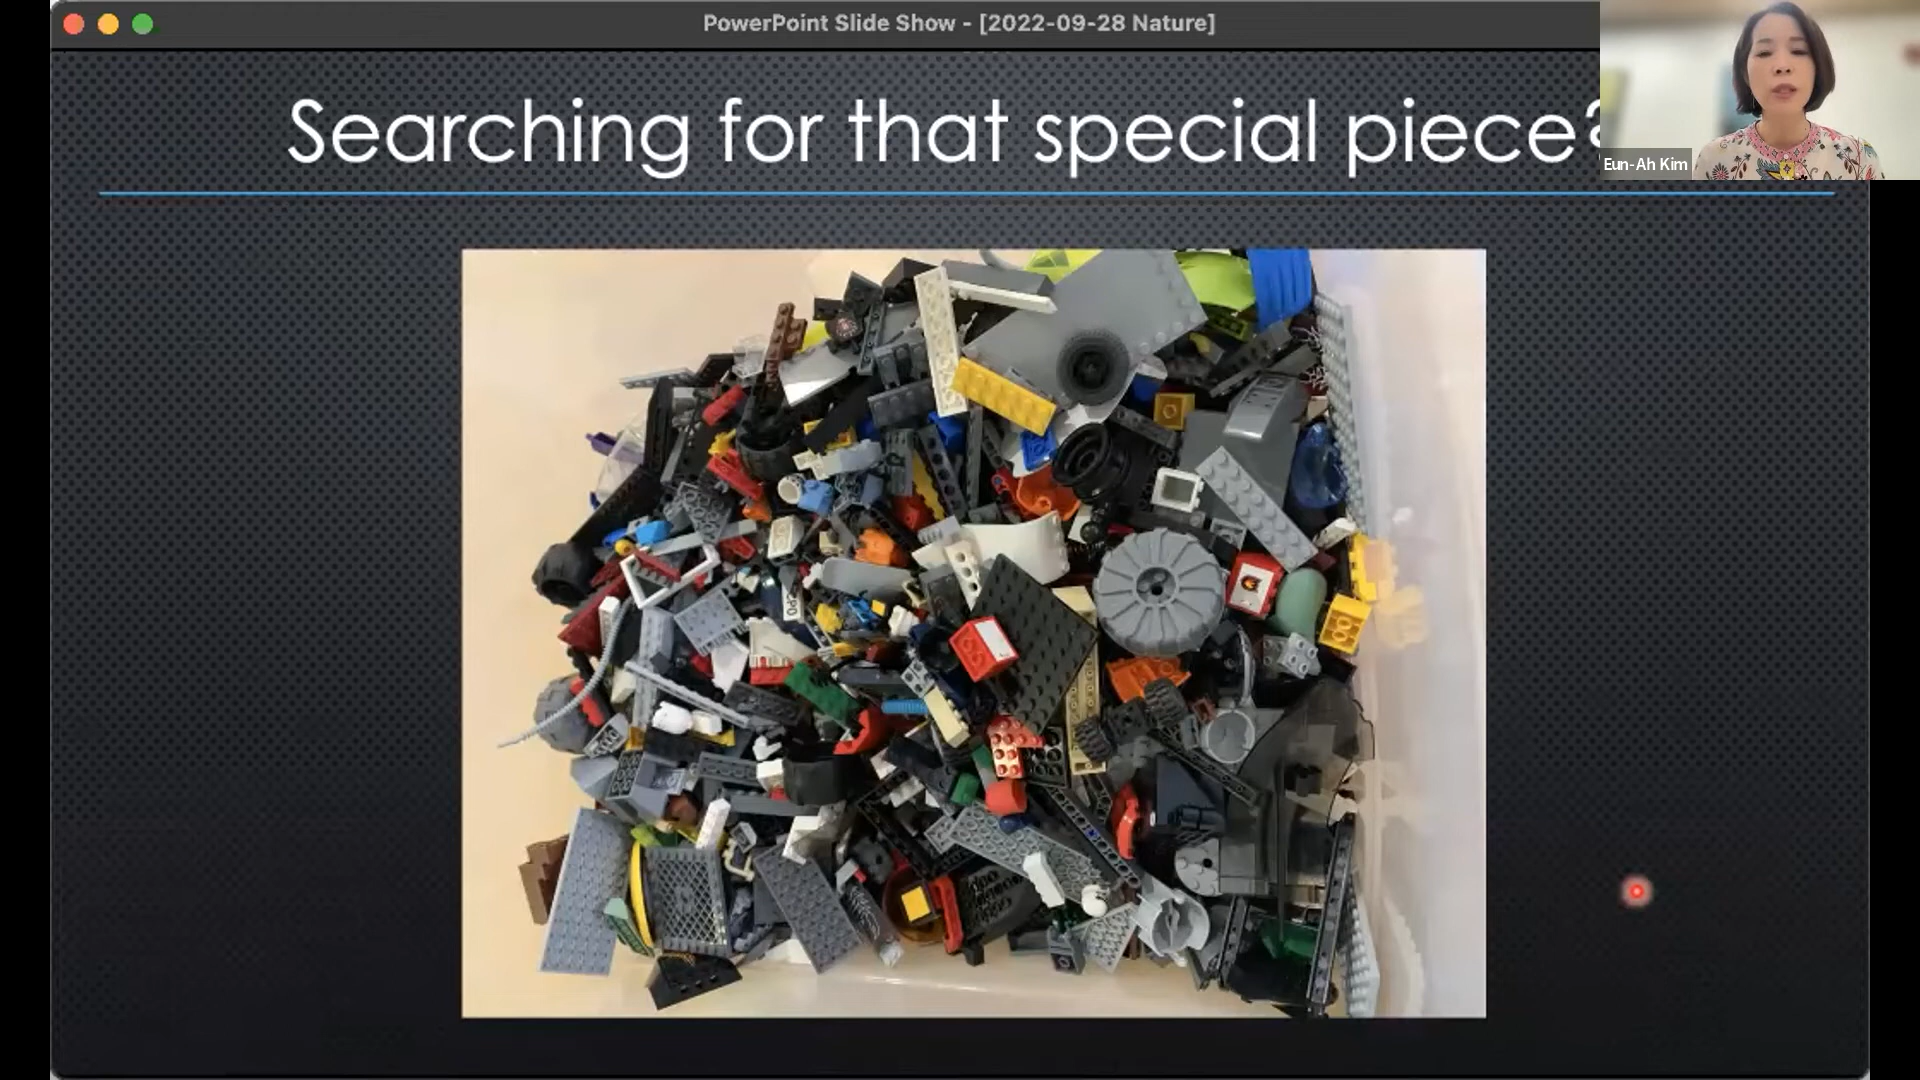 PowerPoint Slide Show - [2022-09-28 Nature]
Searching for that special piece?
Eun-Ah Kim